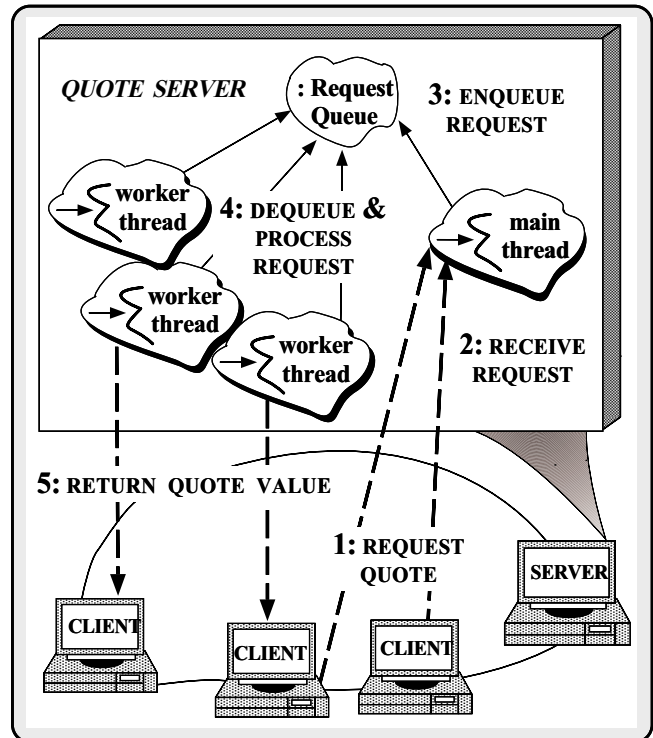 QUOTE SERVER
: Request
Queue
3: ENQUEUE
REQUEST
worker
thread
4: DEQUEUE &
PROCESS
REQUEST
main
thread
worker
thread
worker
thread
2: RECEIVE
REQUEST
5: RETURN QUOTE VALUE
1: REQUEST
QUOTE
SERVER
CLIENT
CLIENT
CLIENT